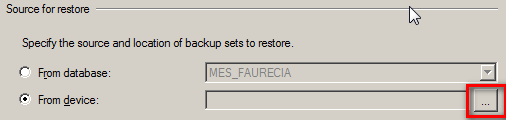 Source for restore
Specify the source and location of backup sets to restore.
From database: MES_FAURECIA
From device: ...